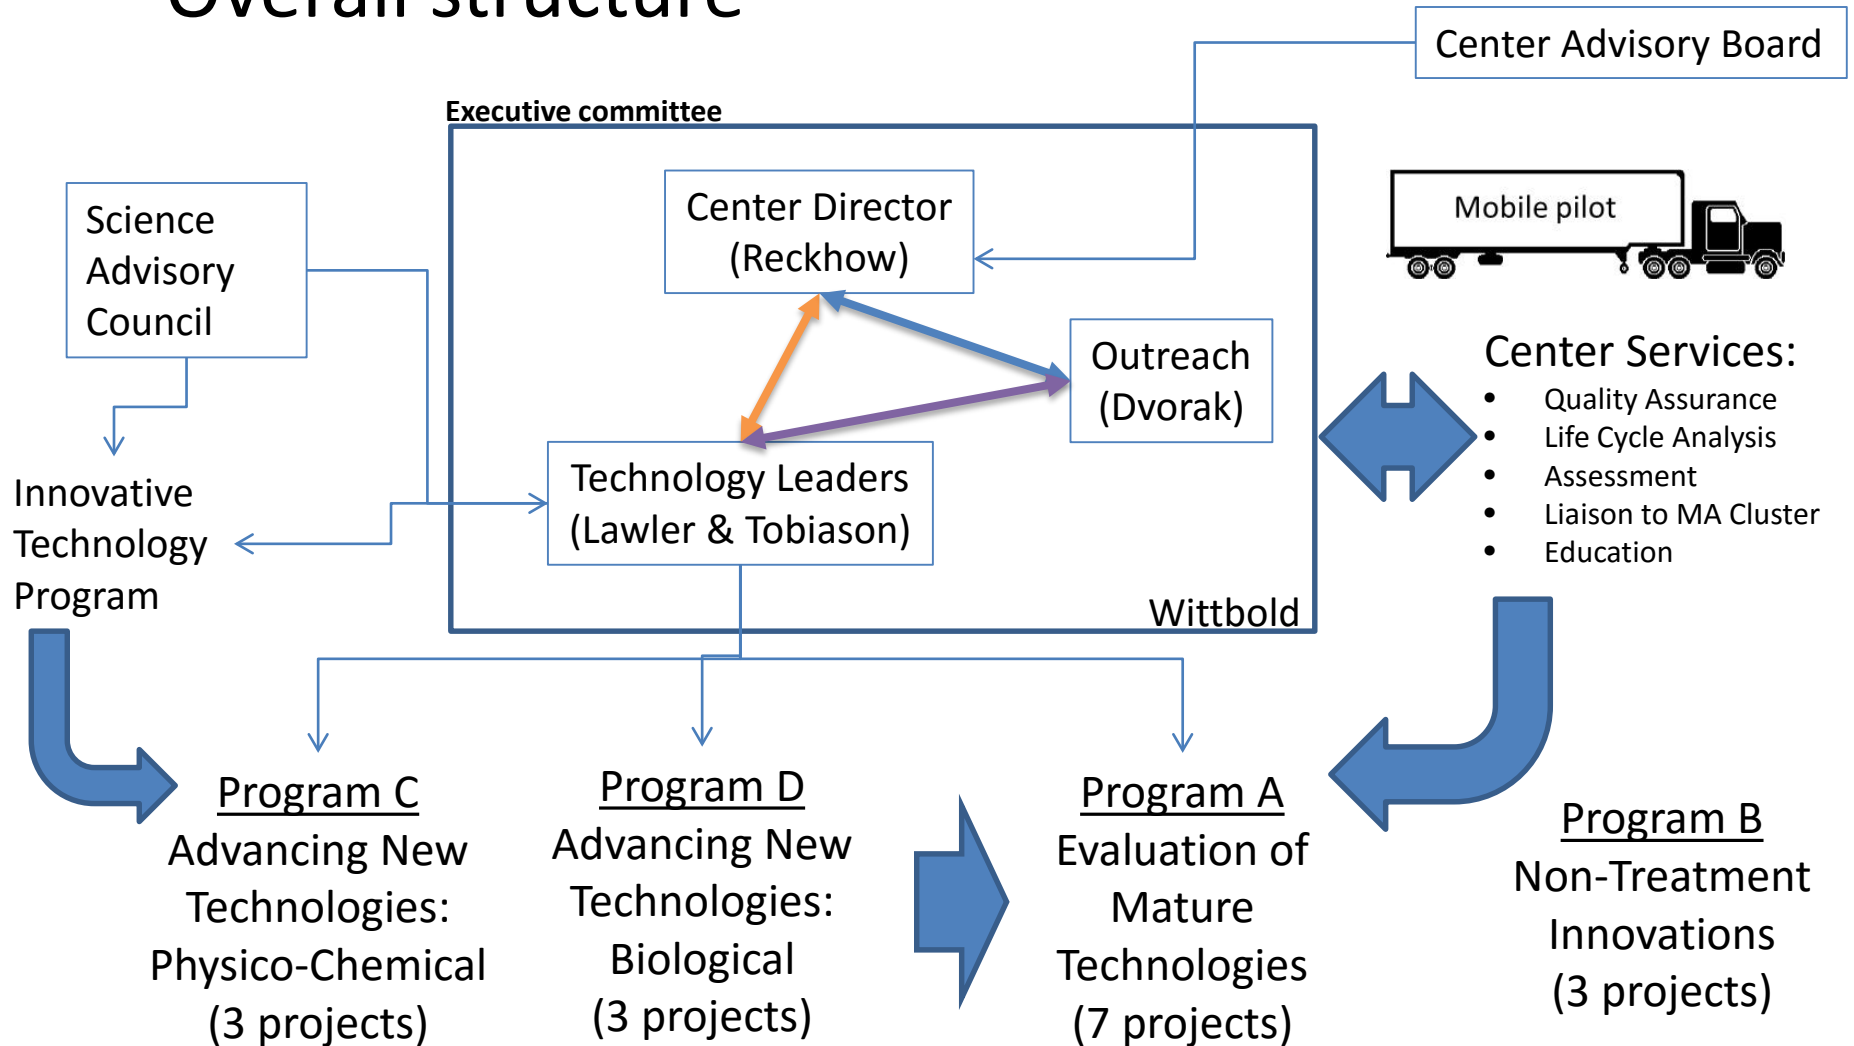 Overall structure
Center Advisory Board
Executive committee
Science
Advisory
Council
Center Director
(Reckhow)
Mobile pilot
Outreach
(Dvorak)
Center Services:
• Quality Assurance
• Life Cycle Analysis
• Assessment
• Liaison to MA Cluster
• Education
Technology Leaders
(Lawler & Tobiason)
Innovative
Technology
Program
Wittbold
Program C
Advancing New
Technologies:
Physico-Chemical
(3 projects)
Program D
Advancing New
Technologies:
Biological
(3 projects)
Program A
Evaluation of
Mature
Technologies
(7 projects)
Program B
Non-Treatment
Innovations
(3 projects)